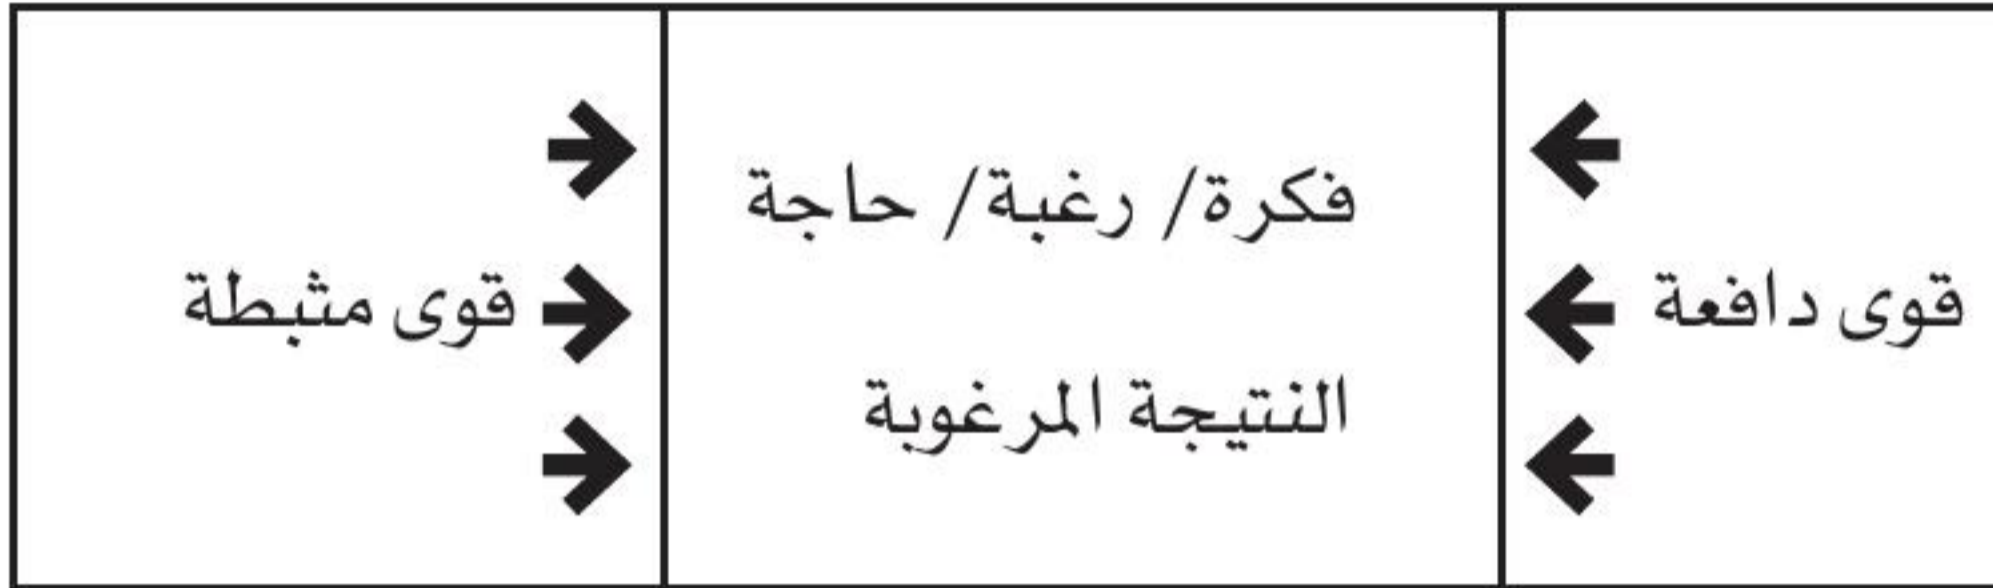 قوى دافعة
فكرة/ رغبة/ حاجة
النتيجة المرغوبة
قوى مثبطة